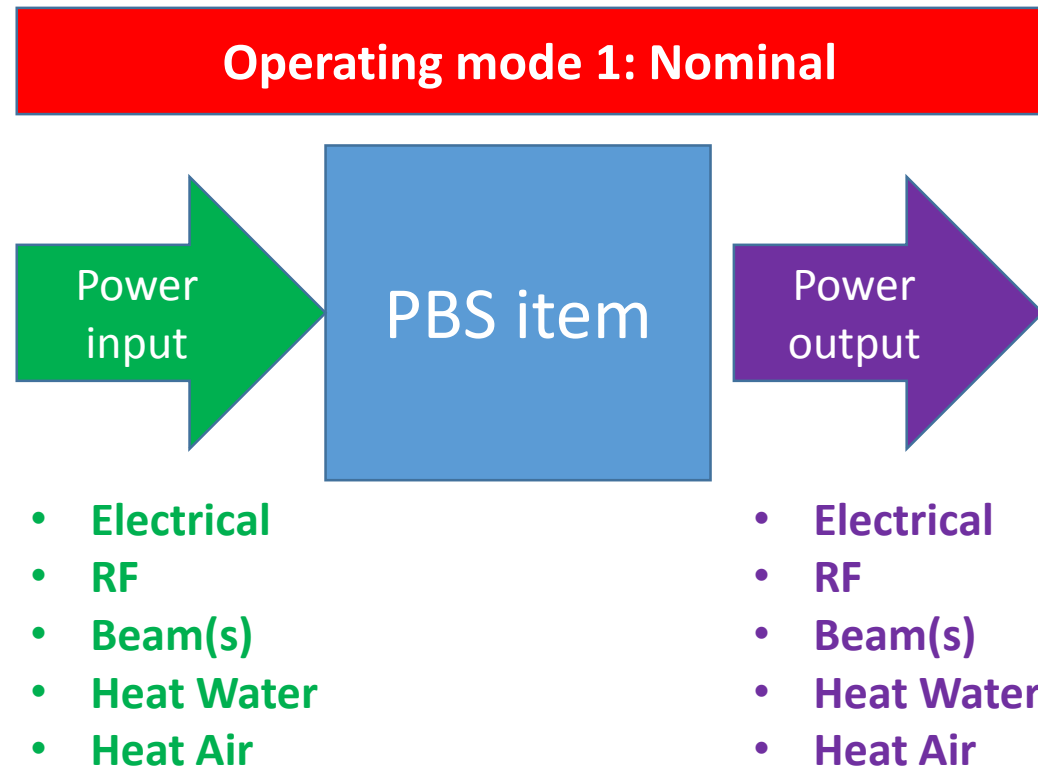 Operating mode 1: Nominal
Power
input
PBS item
Power
output
• Electrical
• RF
• Beam(s)
• Heat Water
• Heat Air
• Electrical
• RF
• Beam(s)
• Heat Water
• Heat Air